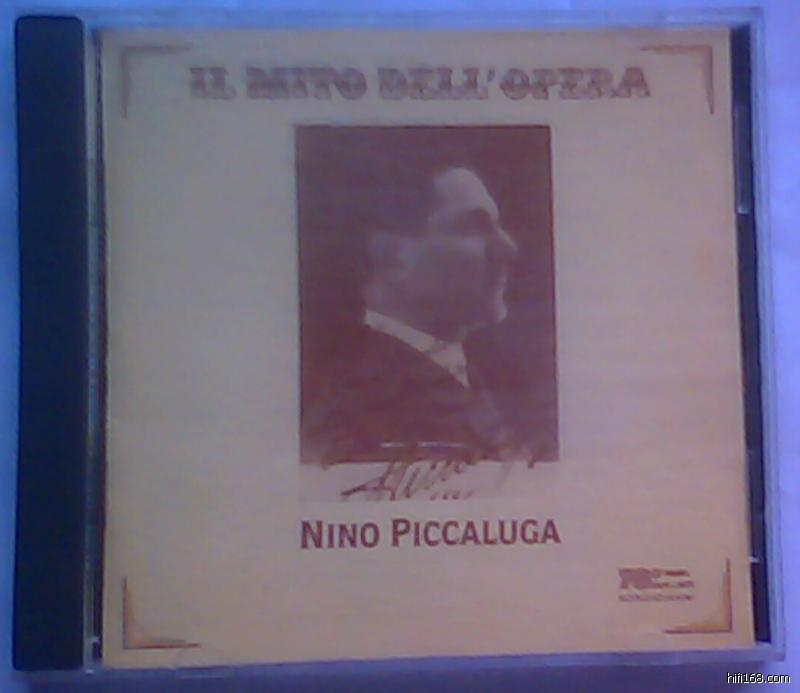 IL MITO DELL'OPERA
NINO PICCALUGA
hifi168.com